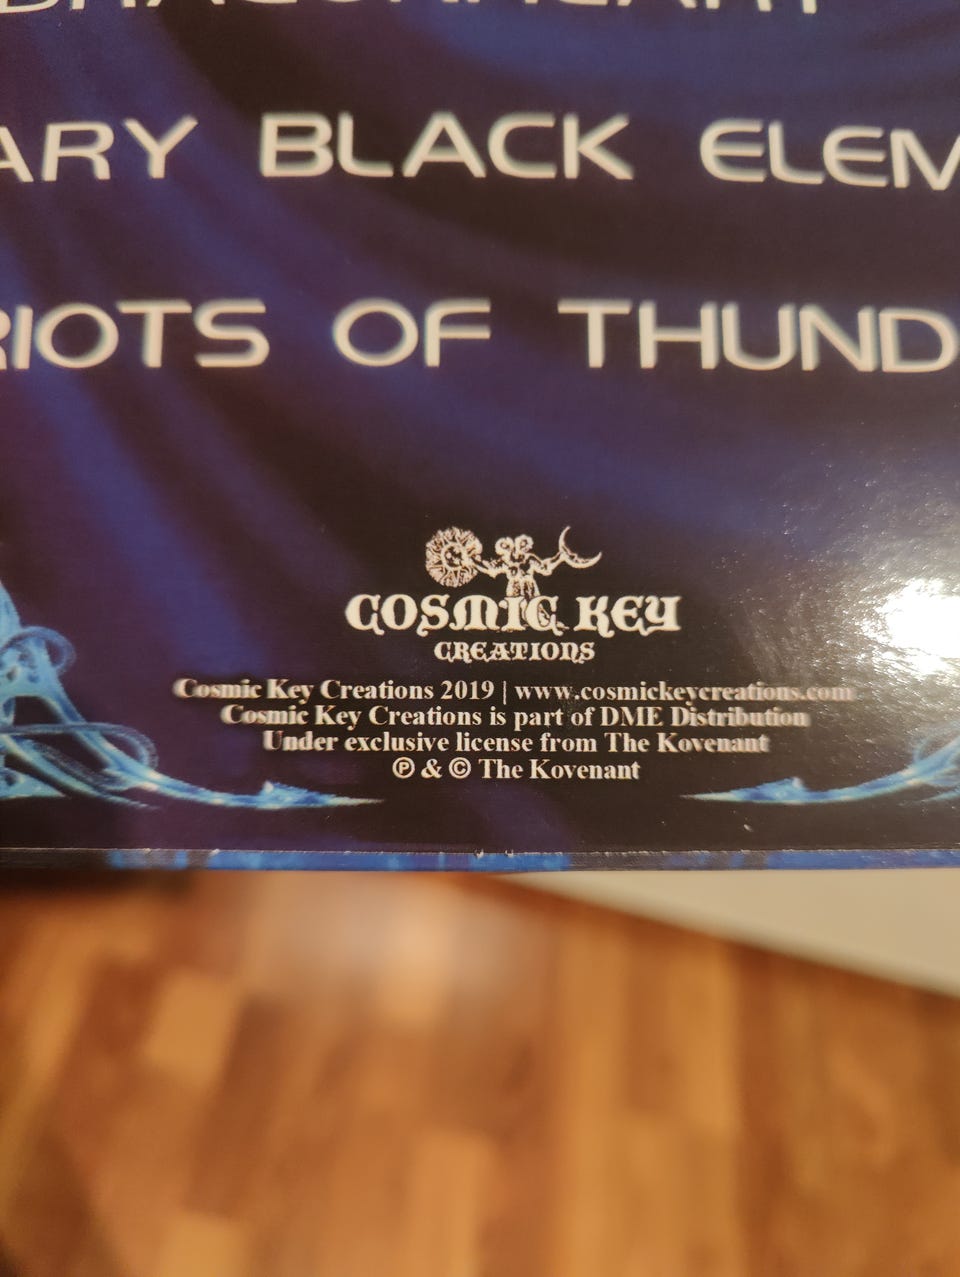 DRAGONHEART
ARY BLACK ELEM
RIOTS OF THUND
COSMIC KEY
CREATIONS
Cosmic Key Creations 2019 | www.cosmickeycreations.com
Cosmic Key Creations is part of DME Distribution
Under exclusive license from The Kovenant
℗ & © The Kovenant